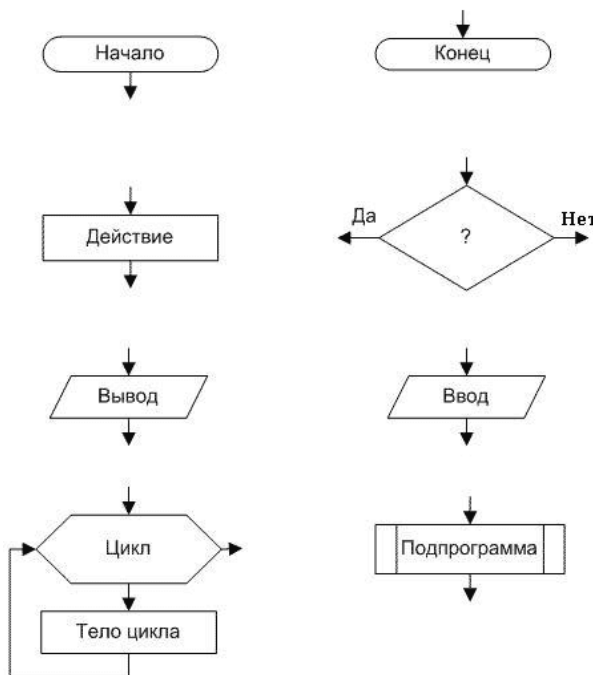 Начало
Конец
Действие
Да
?
Нет
Вывод
Ввод
Цикл
Подпрограмма
Тело цикла